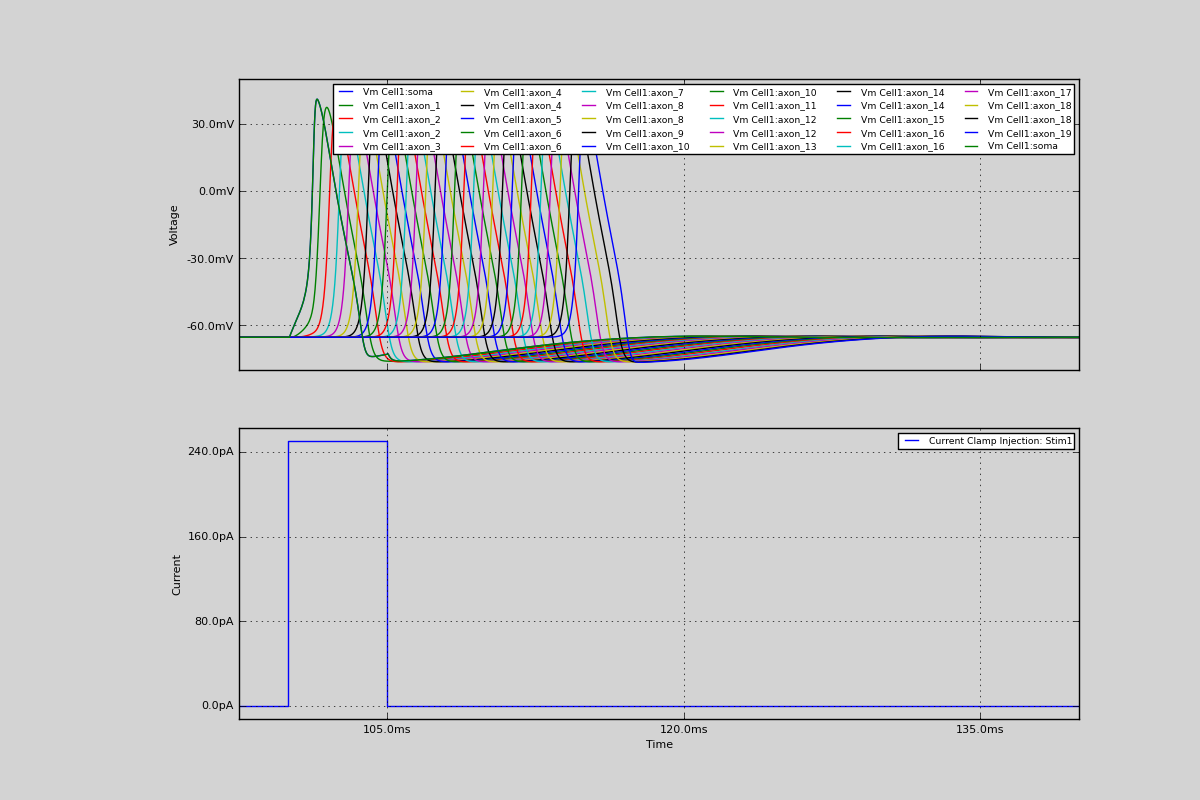 Vm Cell1:soma Vm Cell1:axon_4 Vm Cell1:axon_7 Vm Cell1:axon_10 Vm Cell1:axon_14 Vm Cell1:axon_17
Vm Cell1:axon_1 Vm Cell1:axon_4 Vm Cell1:axon_8 Vm Cell1:axon_11 Vm Cell1:axon_14 Vm Cell1:axon_18
Vm Cell1:axon_2 Vm Cell1:axon_5 Vm Cell1:axon_8 Vm Cell1:axon_12 Vm Cell1:axon_15 Vm Cell1:axon_18
Vm Cell1:axon_2 Vm Cell1:axon_6 Vm Cell1:axon_9 Vm Cell1:axon_12 Vm Cell1:axon_16 Vm Cell1:axon_19
Vm Cell1:axon_3 Vm Cell1:axon_6 Vm Cell1:axon_10 Vm Cell1:axon_13 Vm Cell1:axon_16 Vm Cell1:soma
30.0mV
0.0mV
-30.0mV
-60.0mV
Voltage
Current Clamp Injection: Stim1
240.0pA
160.0pA
80.0pA
0.0pA
Current
105.0ms 120.0ms 135.0ms
Time